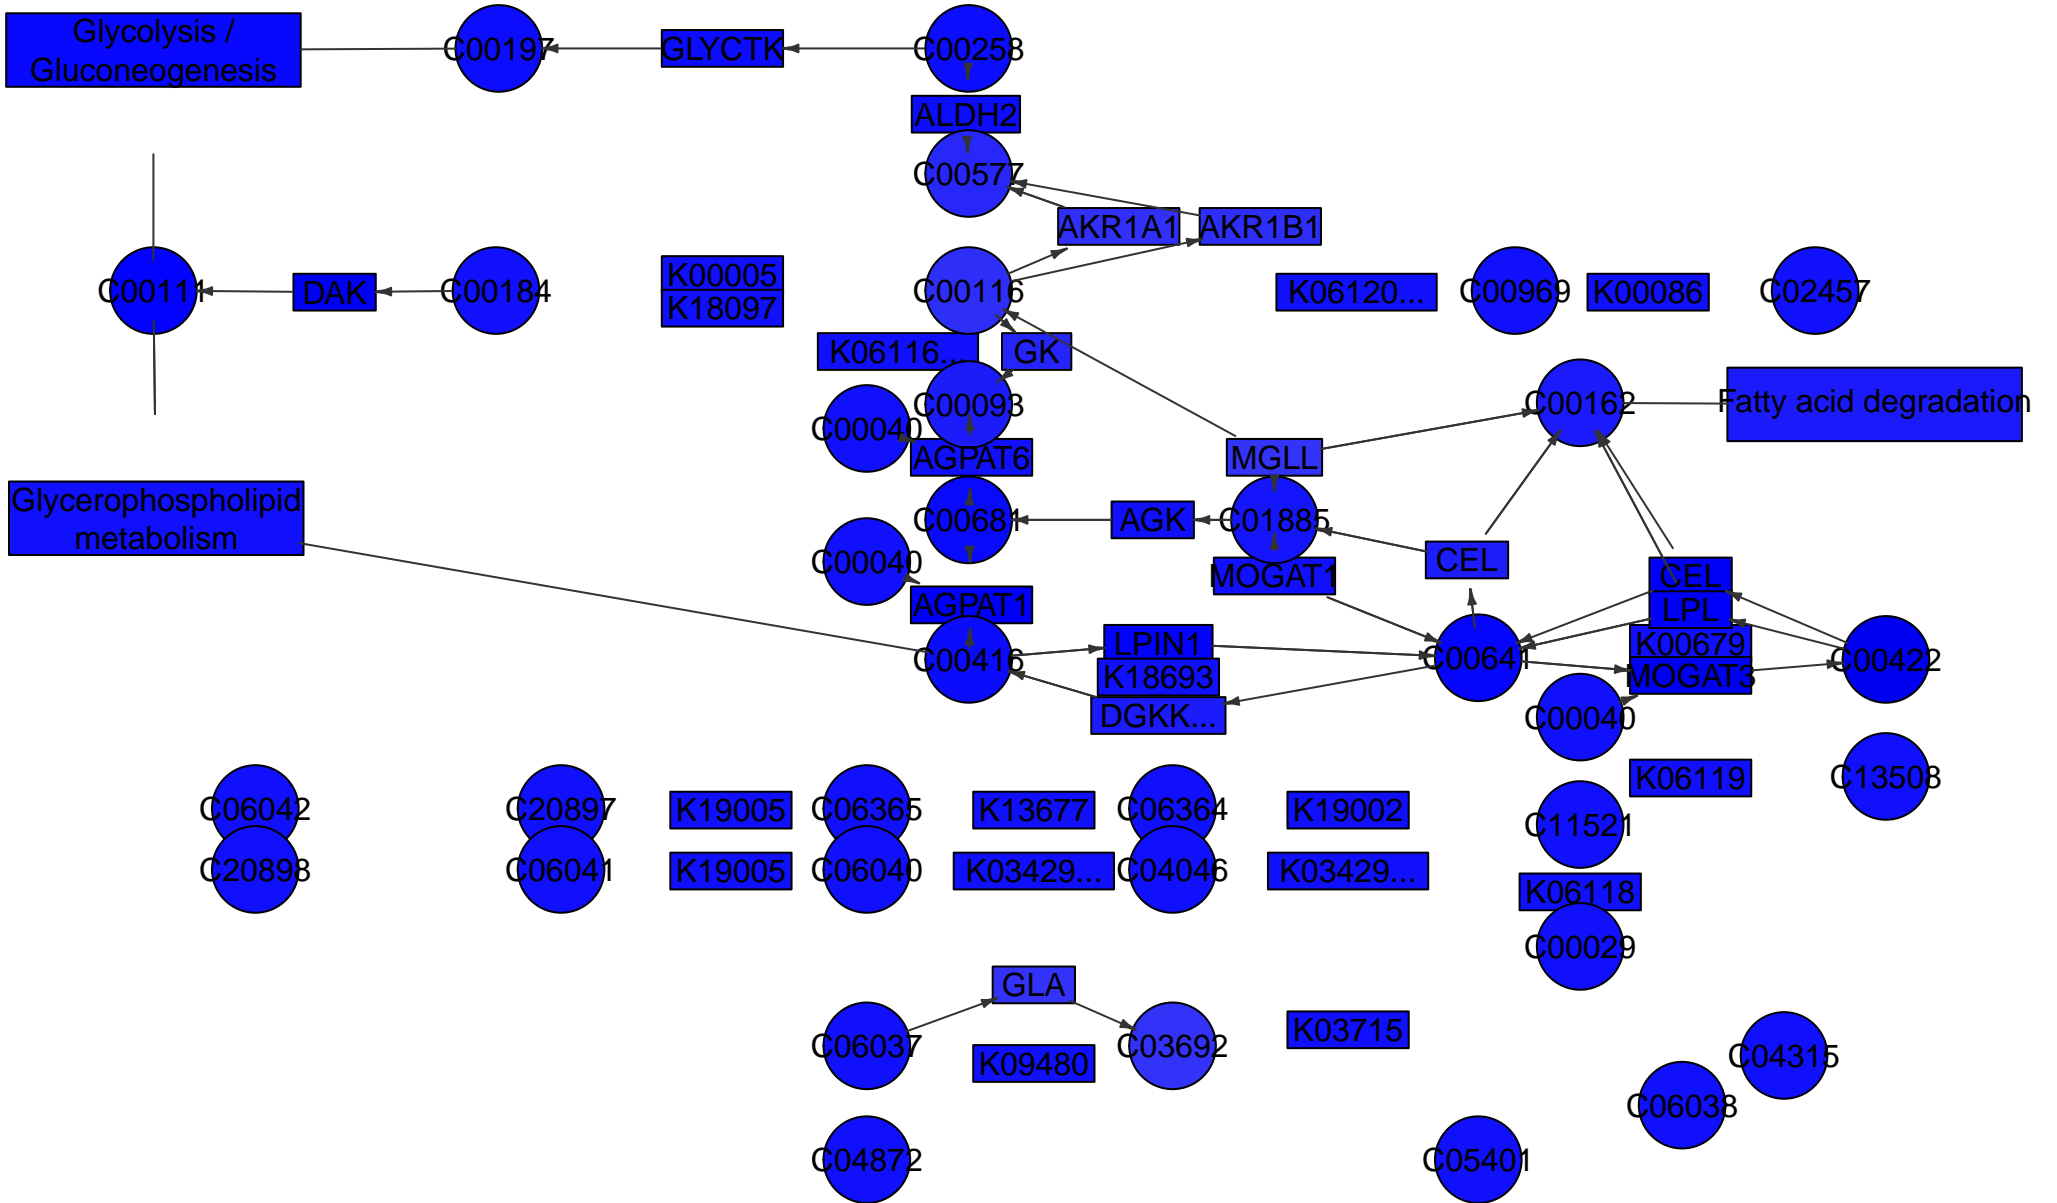 Glycolysis /
Gluconeogenesis
C00197
GLYCTK
C00258
ALDH2
C00577
AKR1A1
AKR1B1
C00111
DAK
C00184
K00005
K18097
C00116
K06120...
C00969
K00086
C02457
K06116...
GK
C00093
C00040
C00162
Fatty acid degradation
AGPAT6
MGLL
Glycerophospholipid
metabolism
C00681
AGK
C01885
C00040
MOGAT1
CEL
CEL
AGPAT1
LPL
C00416
LPIN1
K18693
DGKK...
C00641
K00679
MOGAT3
C00422
C00040
K06119
C13508
C06042
C20897
K19005
C06365
K13677
C06364
K19002
C11521
C20898
C06041
K19005
C06040
K03429...
C04046
K03429...
K06118
C00029
GLA
C06037
K09480
C03692
K03715
C04315
C06038
C04872
C05401